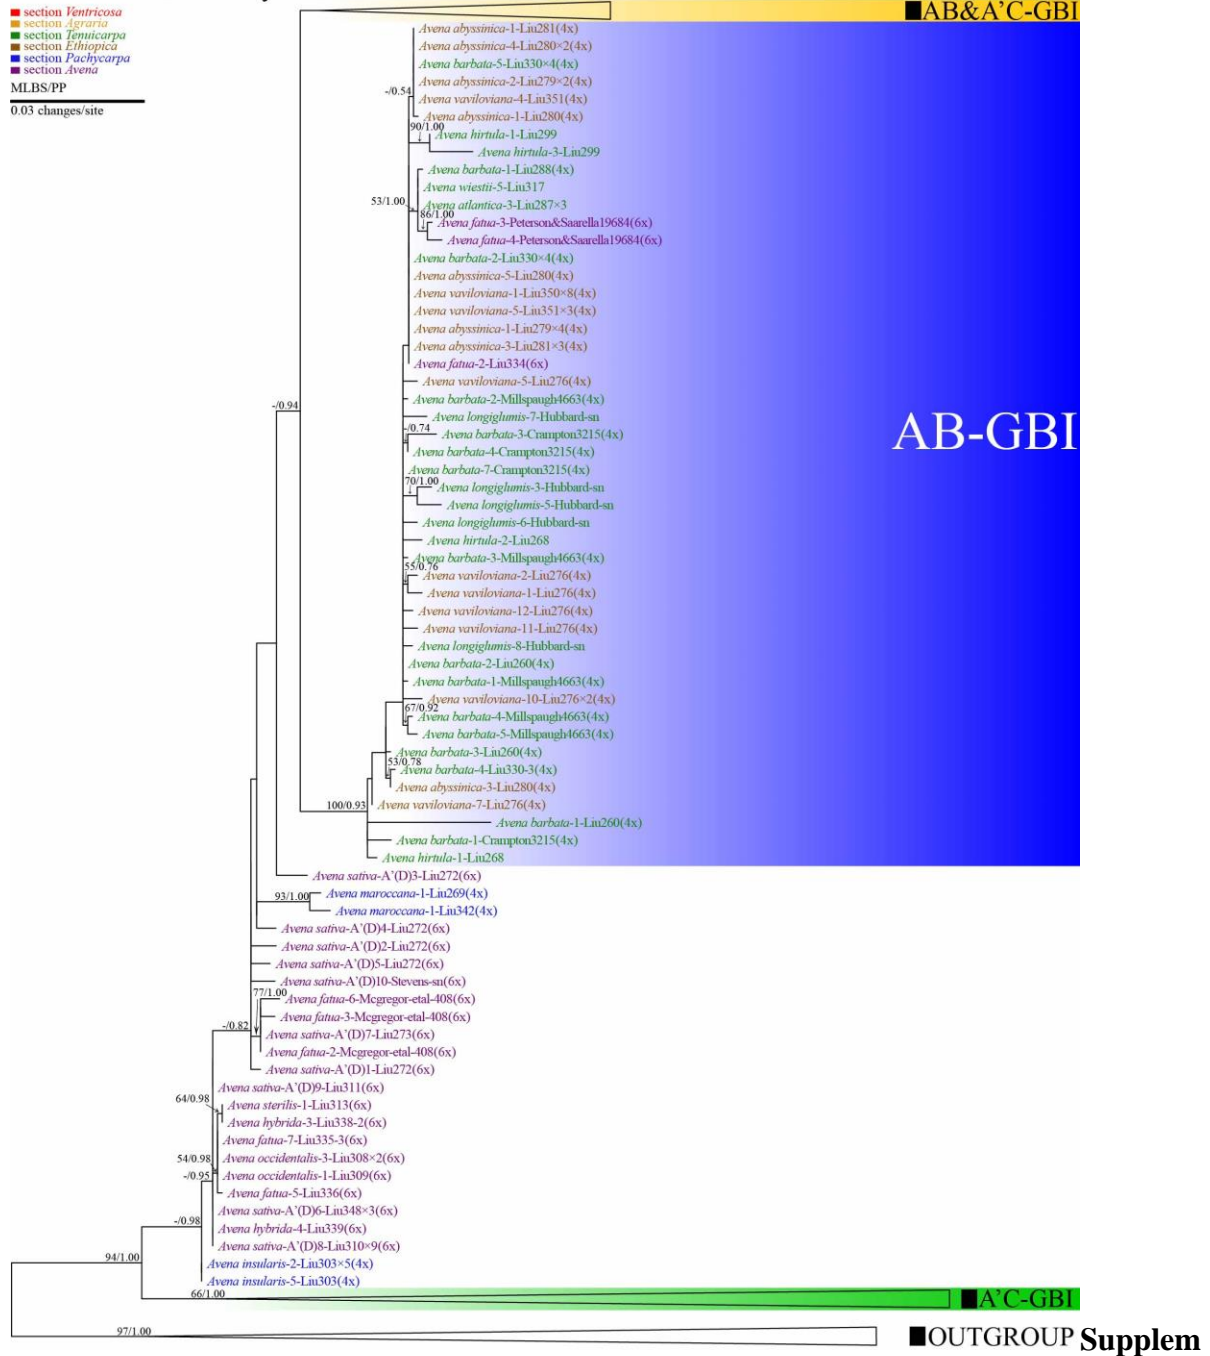 section Ventricosa
section Agraria
section Tenuicarpa
section Ethiopica
section Pachycarpa
section Avena
MLBS/PP
0.03 changes/site
AB&A'C-GBI
Avena abyssinica-1-Liu281(4x)
Avena abyssinica-4-Liu280×2(4x)
Avena barbata-5-Liu330×4(4x)
Avena abyssinica-2-Liu279×2(4x)
-/0.54
Avena vaviloviana-4-Liu351(4x)
Avena abyssinica-1-Liu280(4x)
90/1.00
Avena hirtula-1-Liu299
Avena hirtula-3-Liu299
Avena barbata-1-Liu288(4x)
Avena wiestii-5-Liu317
53/1.00
Avena atlantica-3-Liu287×3
86/1.00
Avena fatua-3-Peterson&Saarella19684(6x)
Avena fatua-4-Peterson&Saarella19684(6x)
Avena barbata-2-Liu330×4(4x)
Avena abyssinica-5-Liu280(4x)
Avena vaviloviana-1-Liu350×8(4x)
Avena vaviloviana-5-Liu351×3(4x)
Avena abyssinica-1-Liu279×4(4x)
Avena abyssinica-3-Liu281×3(4x)
Avena fatua-2-Liu334(6x)
Avena vaviloviana-5-Liu276(4x)
Avena barbata-2-Millspaugh4663(4x)
-/0.94
Avena longiglumis-7-Hubbard-sn
-/0.74
Avena barbata-3-Crampton3215(4x)
AB-GBI
Avena barbata-4-Crampton3215(4x)
Avena barbata-7-Crampton3215(4x)
70/1.00
Avena longiglumis-3-Hubbard-sn
Avena longiglumis-5-Hubbard-sn
Avena longiglumis-6-Hubbard-sn
Avena hirtula-2-Liu268
Avena barbata-3-Millspaugh4663(4x)
55/0.76
Avena vaviloviana-2-Liu276(4x)
Avena vaviloviana-1-Liu276(4x)
Avena vaviloviana-12-Liu276(4x)
Avena vaviloviana-11-Liu276(4x)
Avena longiglumis-8-Hubbard-sn
Avena barbata-2-Liu260(4x)
Avena barbata-1-Millspaugh4663(4x)
Avena vaviloviana-10-Liu276×2(4x)
67/0.92
Avena barbata-4-Millspaugh4663(4x)
Avena barbata-5-Millspaugh4663(4x)
Avena barbata-3-Liu260(4x)
53/0.78
Avena barbata-4-Liu330-3(4x)
Avena abyssinica-3-Liu280(4x)
100/0.93
Avena vaviloviana-7-Liu276(4x)
Avena barbata-1-Liu260(4x)
Avena barbata-1-Crampton3215(4x)
Avena hirtula-1-Liu268
Avena sativa-A'(D)3-Liu272(6x)
93/1.00
Avena maroccana-1-Liu269(4x)
Avena maroccana-1-Liu342(4x)
Avena sativa-A'(D)4-Liu272(6x)
Avena sativa-A'(D)2-Liu272(6x)
Avena sativa-A'(D)5-Liu272(6x)
Avena sativa-A'(D)10-Stevens-sn(6x)
77/1.00
Avena fatua-6-Mcgregor-etal-408(6x)
Avena fatua-3-Mcgregor-etal-408(6x)
-/0.82
Avena sativa-A'(D)7-Liu273(6x)
Avena fatua-2-Mcgregor-etal-408(6x)
Avena sativa-A'(D)1-Liu272(6x)
Avena sativa-A'(D)9-Liu311(6x)
64/0.98
Avena sterilis-1-Liu313(6x)
Avena hybrida-3-Liu338-2(6x)
Avena fatua-7-Liu335-3(6x)
54/0.98
Avena occidentalis-3-Liu308×2(6x)
-/0.95
Avena occidentalis-1-Liu309(6x)
Avena fatua-5-Liu336(6x)
Avena sativa-A'(D)6-Liu348×3(6x)
-/0.98
Avena hybrida-4-Liu339(6x)
Avena sativa-A'(D)8-Liu310×9(6x)
94/1.00
Avena insularis-2-Liu303×5(4x)
Avena insularis-5-Liu303(4x)
66/1.00
A'C-GBI
97/1.00
OUTGROUP Supplem